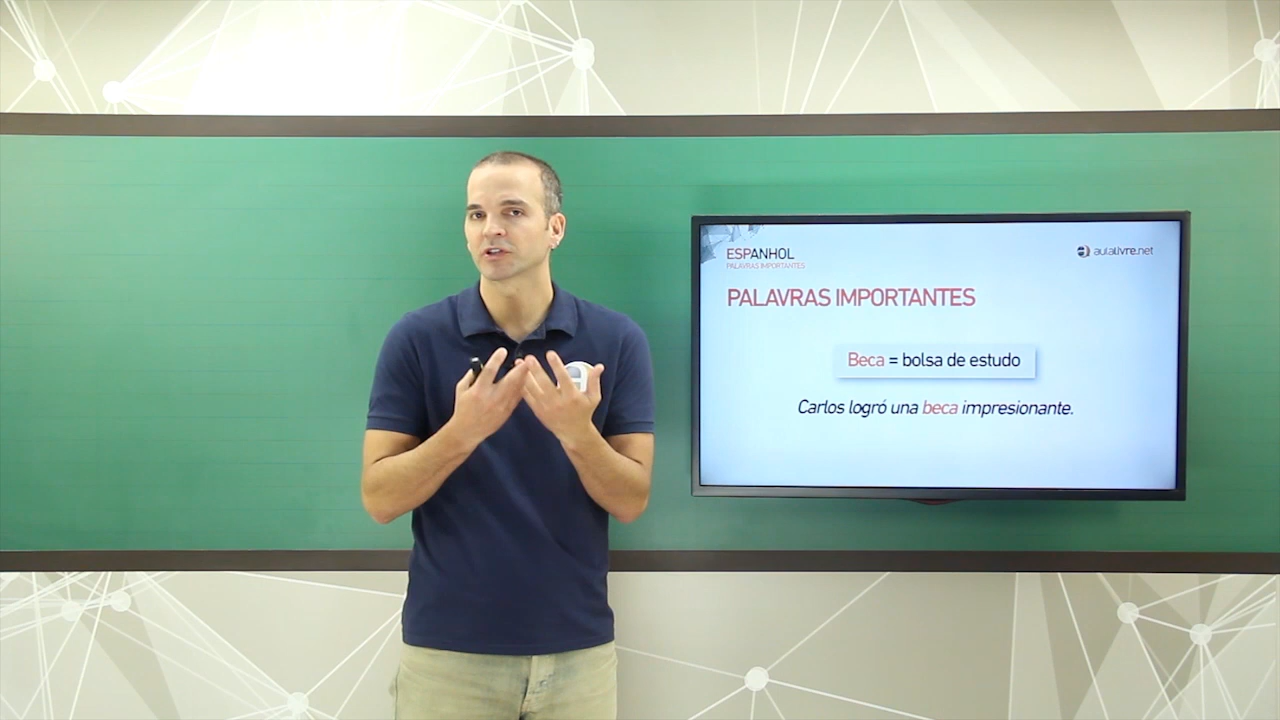 ESPANHOL
PALAVRAS IMPORTANTES
aulalivre.net
PALAVRAS IMPORTANTES
Beca = bolsa de estudo
Carlos logró una beca impresionante.